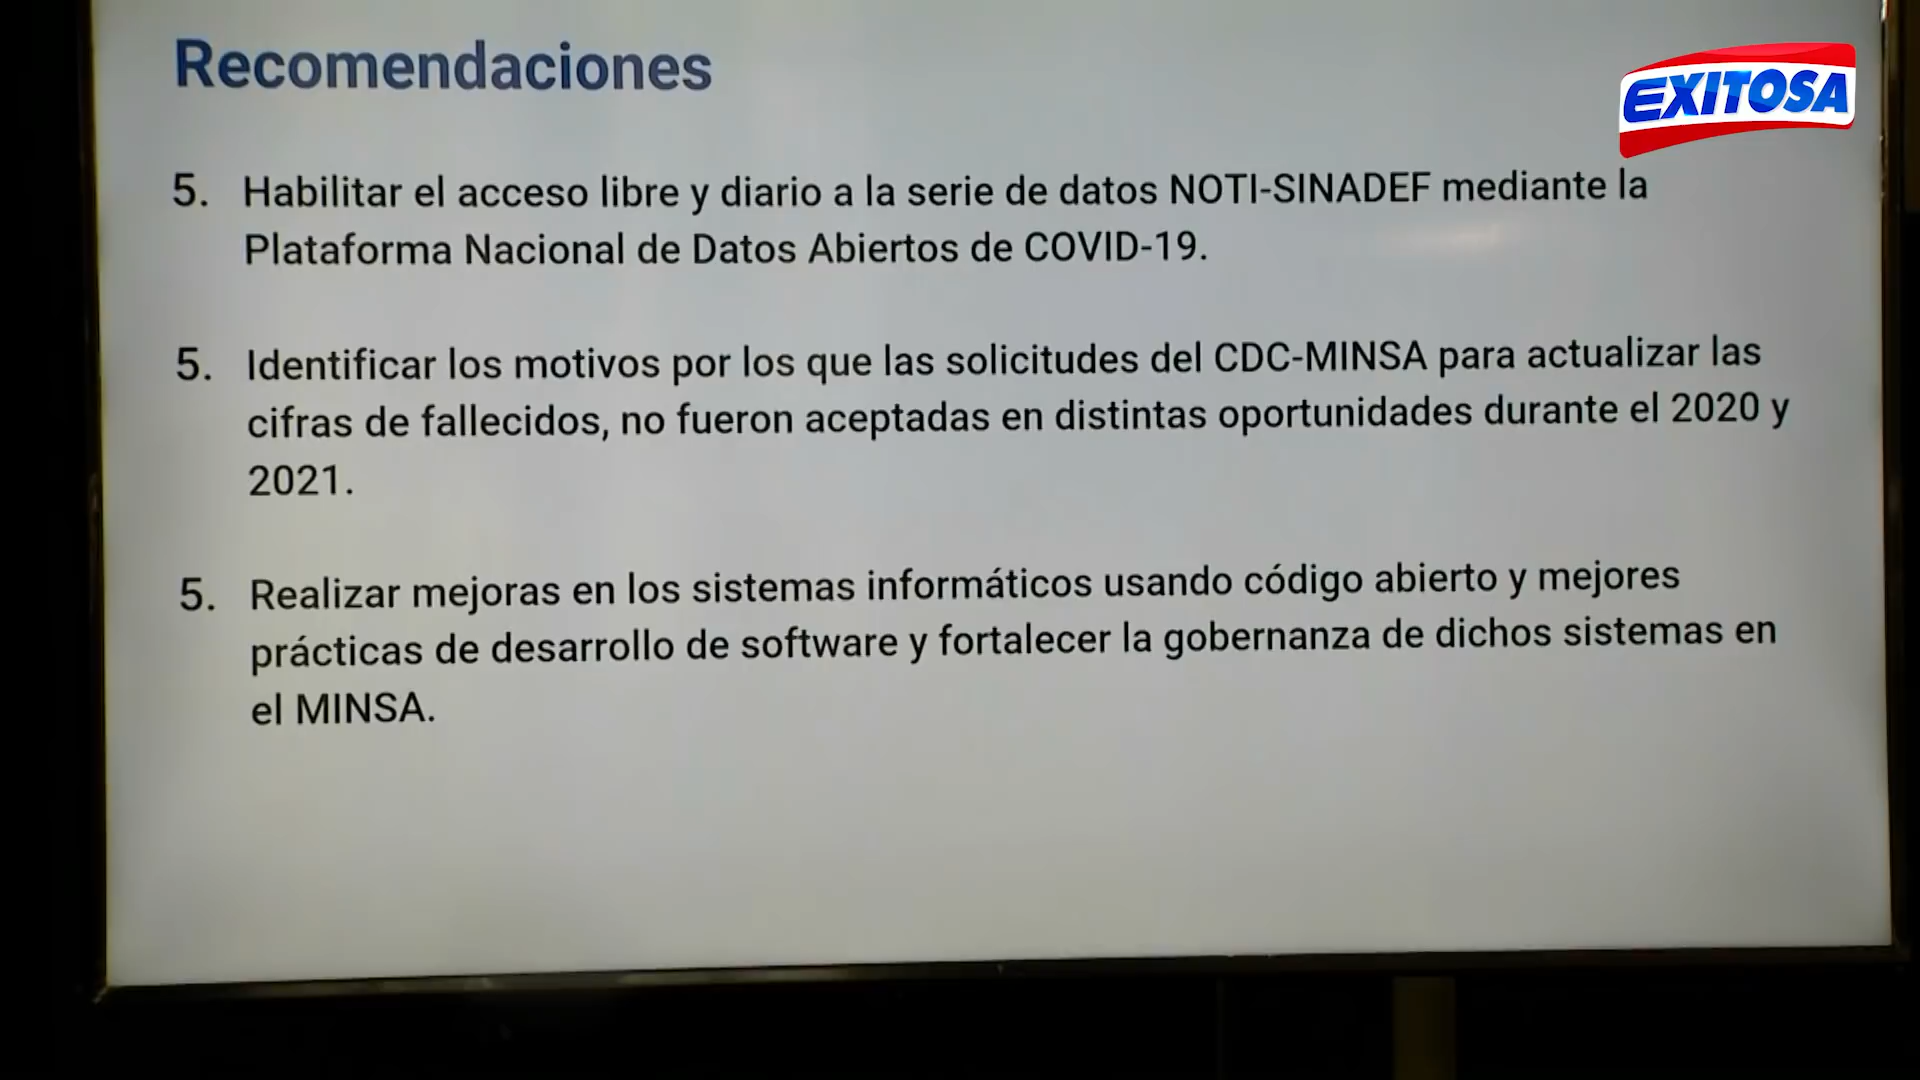 Recomendaciones
EXITOSA
5. Habilitar el acceso libre y diario a la serie de datos NOTI-SINADEF mediante la
Plataforma Nacional de Datos Abiertos de COVID-19.
5. Identificar los motivos por los que las solicitudes del CDC-MINSA para actualizar las
cifras de fallecidos, no fueron aceptadas en distintas oportunidades durante el 2020 y
2021.
5. Realizar mejoras en los sistemas informáticos usando código abierto y mejores
prácticas de desarrollo de software y fortalecer la gobernanza de dichos sistemas en
el MINSA.